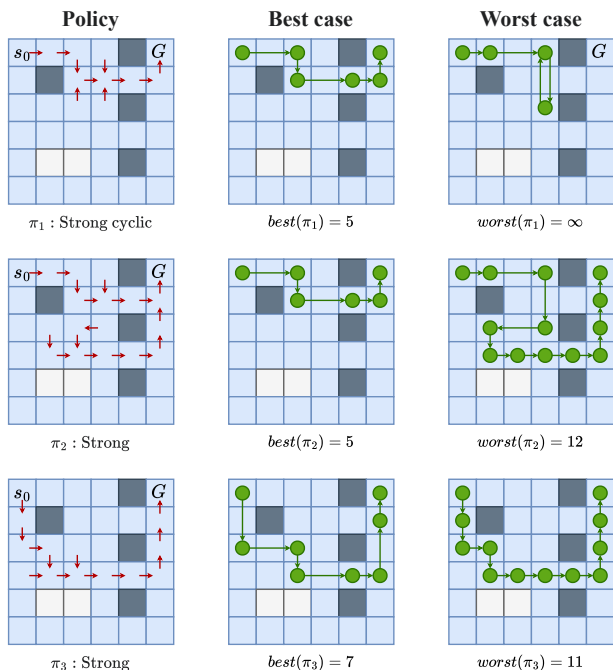 Policy Best case Worst case
s₀ G G
π₁ : Strong cyclic best(π₁) = 5 worst(π₁) = ∞
s₀ G
π₂ : Strong best(π₂) = 5 worst(π₂) = 12
s₀ G
π₃ : Strong best(π₃) = 7 worst(π₃) = 11